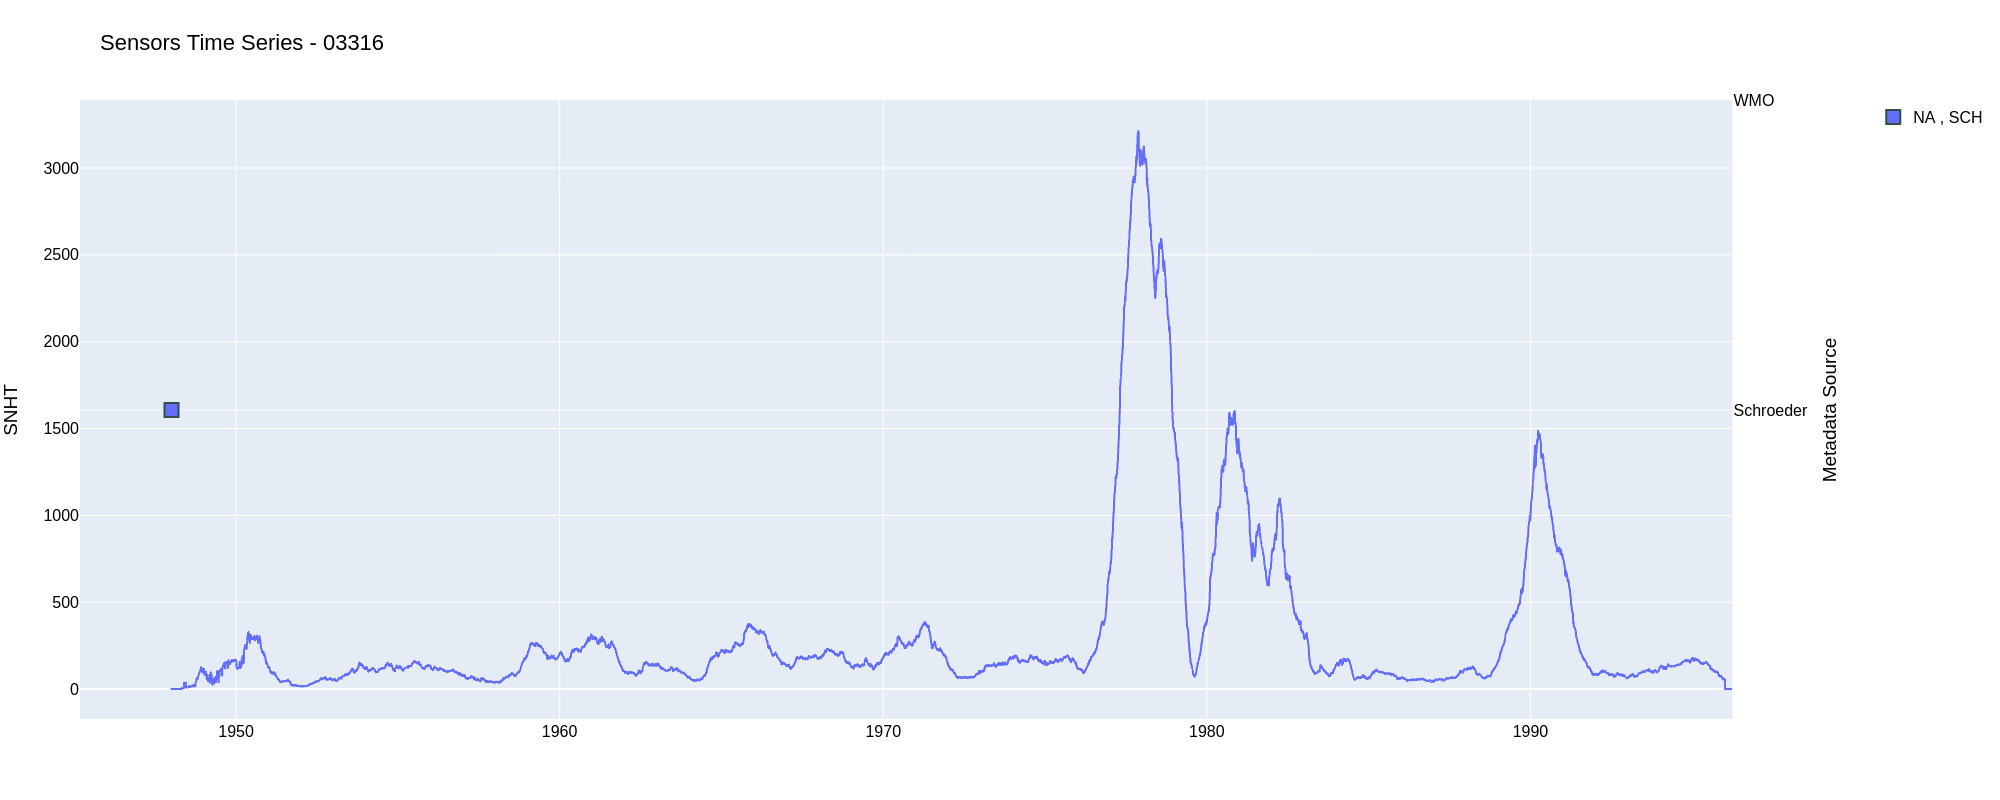 Sensors Time Series - 03316
WMO
NA , SCH
3000
2500
2000
1500
1000
500
0
Schroeder
SNHT
Metadata Source
1950
1960
1970
1980
1990